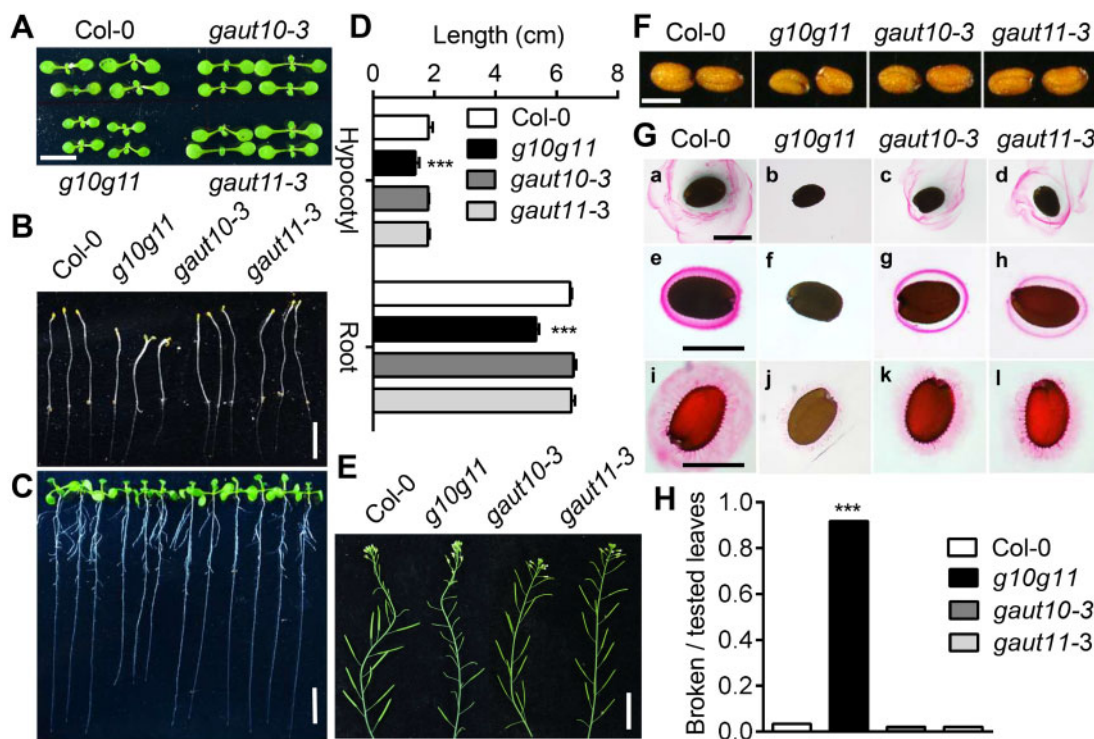 A
Col-0 gaut10-3
g10g11 gaut11-3
B
Col-0 g10g11 gaut10-3 gaut11-3
C
D
Length (cm)
0 2 4 6 8
Hypocotyl
***
Root
***
Col-0
g10g11
gaut10-3
gaut11-3
E
Col-0 g10g11 gaut10-3 gaut11-3
F
Col-0 g10g11 gaut10-3 gaut11-3
G
Col-0 g10g11 gaut10-3 gaut11-3
a b c d
e f g h
i j k l
H
Broken / tested leaves
1.0
0.8
0.6
0.4
0.2
0.0
***
Col-0
g10g11
gaut10-3
gaut11-3